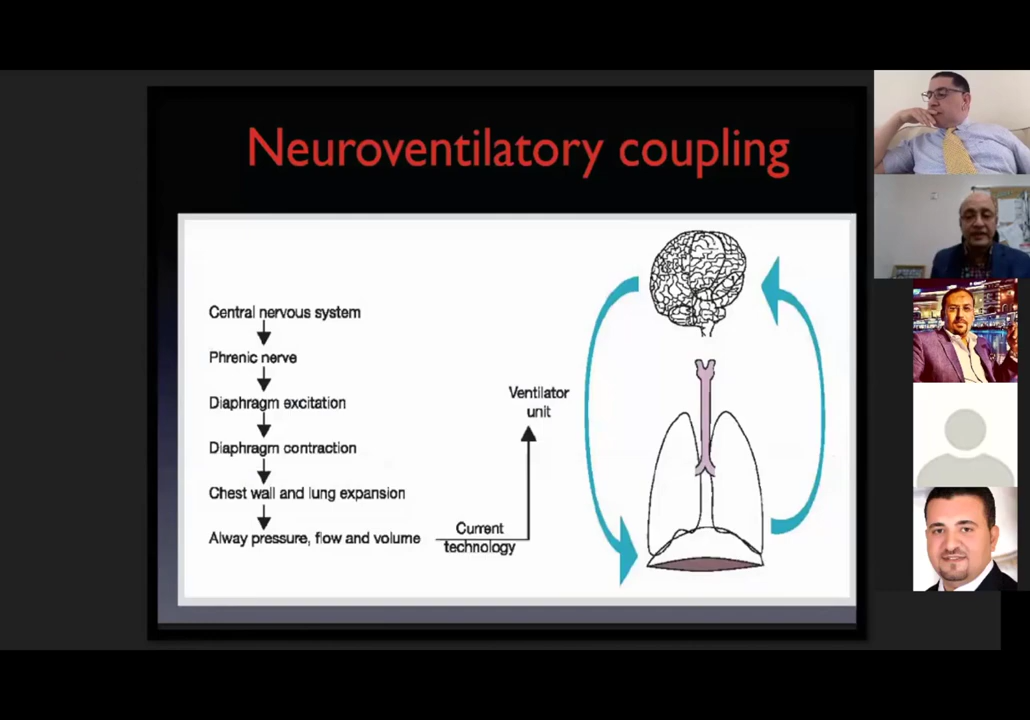 Neuroventilatory coupling
Central nervous system
Phrenic nerve
Diaphragm excitation
Diaphragm contraction
Chest wall and lung expansion
Alway pressure, flow and volume
Current
technology
Ventilator
unit